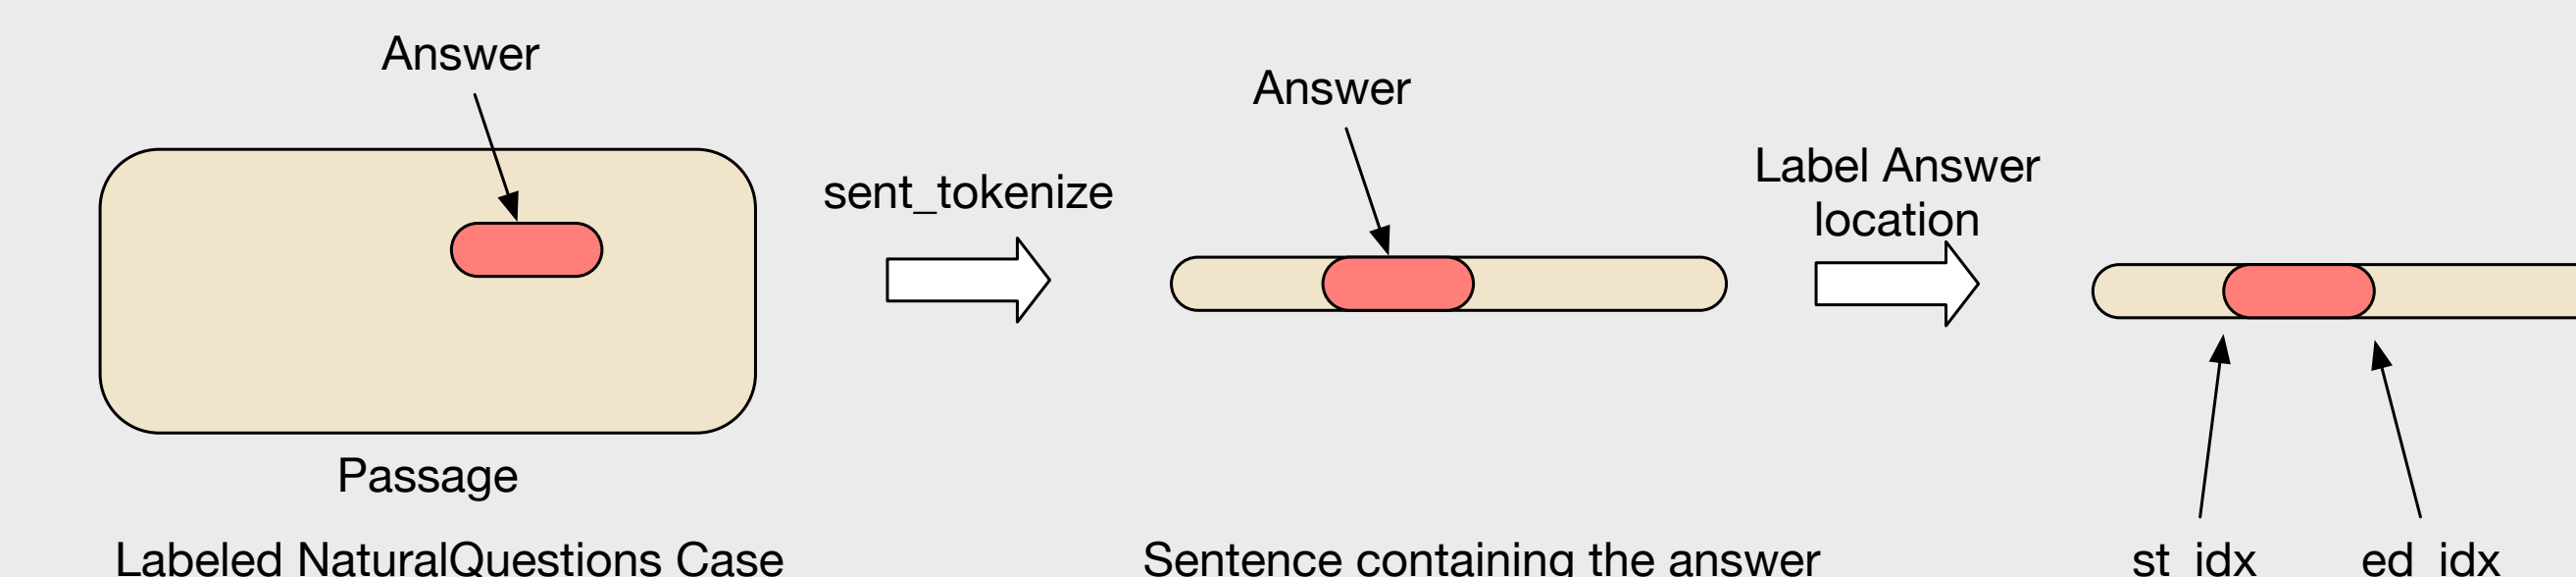 Answer
Passage
Labeled NaturalQuestions Case
sent_tokenize
Answer
Sentence containing the answer
Label Answer
location
st_idx
ed_idx